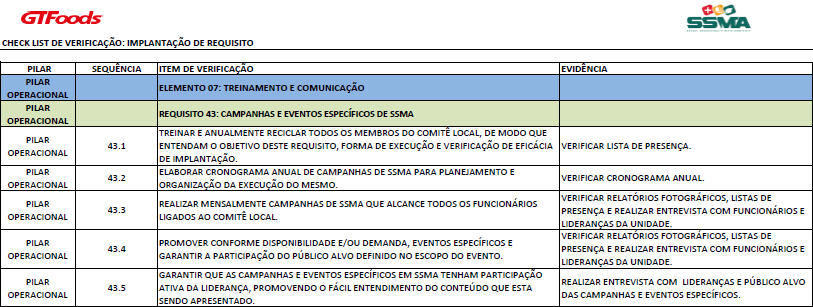 GTFoods
SSMA
CHECK LIST DE VERIFICAÇÃO: IMPLANTAÇÃO DE REQUISITO
PILAR SEQUÊNCIA ITEM DE VERIFICAÇÃO EVIDÊNCIA
PILAR OPERACIONAL ELEMENTO 07: TREINAMENTO E COMUNICAÇÃO
PILAR OPERACIONAL REQUISITO 43: CAMPANHAS E EVENTOS ESPECÍFICOS DE SSMA
PILAR OPERACIONAL
43.1
TREINAR E ANUALMENTE RECICLAR TODOS OS MEMBROS DO COMITÊ LOCAL, DE MODO QUE
ENTENDAM O OBJETIVO DESTE REQUISITO, FORMA DE EXECUÇÃO E VERIFICAÇÃO DE EFICÁCIA
DE IMPLANTAÇÃO.
VERIFICAR LISTA DE PRESENÇA.
PILAR OPERACIONAL
43.2
ELABORAR CRONOGRAMA ANUAL DE CAMPANHAS DE SSMA PARA PLANEJAMENTO E
ORGANIZAÇÃO DA EXECUÇÃO DO MESMO.
VERIFICAR CRONOGRAMA ANUAL.
PILAR OPERACIONAL
43.3
REALIZAR MENSALMENTE CAMPANHAS DE SSMA QUE ALCANCE TODOS OS FUNCIONÁRIOS
LIGADOS AO COMITÊ LOCAL.
VERIFICAR RELATÓRIOS FOTOGRÁFICOS, LISTAS DE
PRESENÇA E REALIZAR ENTREVISTA COM FUNCIONÁRIOS E
LIDERANÇAS DA UNIDADE.
PILAR OPERACIONAL
43.4
PROMOVER CONFORME DISPONIBILIDADE E/OU DEMANDA, EVENTOS ESPECÍFICOS E
GARANTIR A PARTICIPAÇÃO DO PÚBLICO ALVO DEFINIDO NO ESCOPO DO EVENTO.
VERIFICAR RELATÓRIOS FOTOGRÁFICOS, LISTAS DE
PRESENÇA E REALIZAR ENTREVISTA COM FUNCIONÁRIOS E
LIDERANÇAS DA UNIDADE.
PILAR OPERACIONAL
43.5
GARANTIR QUE AS CAMPANHAS E EVENTOS ESPECÍFICOS EM SSMA TENHAM PARTICIPAÇÃO
ATIVA DA LIDERANÇA, PROMOVENDO O FÁCIL ENTENDIMENTO DO CONTEÚDO QUE ESTA
SENDO APRESENTADO.
REALIZAR ENTREVISTA COM LIDERANÇAS E PÚBLICO ALVO
DAS CAMPANHAS E EVENTOS ESPECÍFICOS.